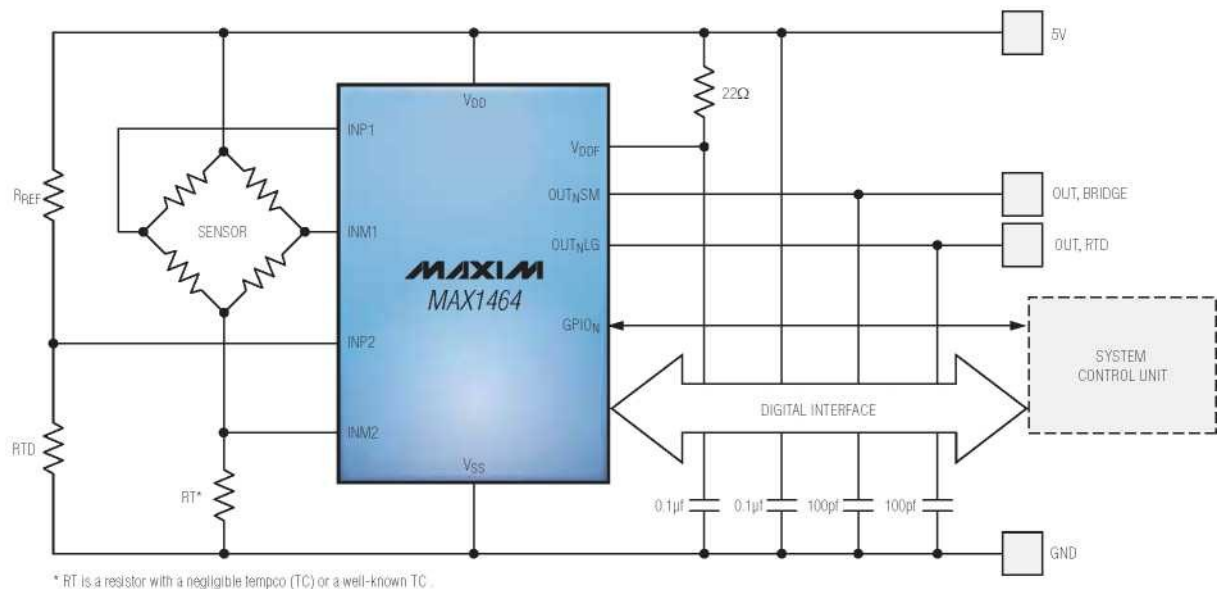 5V
VDD
22Ω
INP1
VDDF
RREF
OUTNSM
OUT, BRIDGE
SENSOR
INM1
OUTNLG
OUT, RTD
MAXIM
MAX1464
GPION
INP2
SYSTEM
CONTROL UNIT
DIGITAL INTERFACE
RTD
INM2
VSS
RT*
0.1µf
0.1µf
100pf
100pf
GND
* RT is a resistor with a negligible tempco (TC) or a well-known TC .